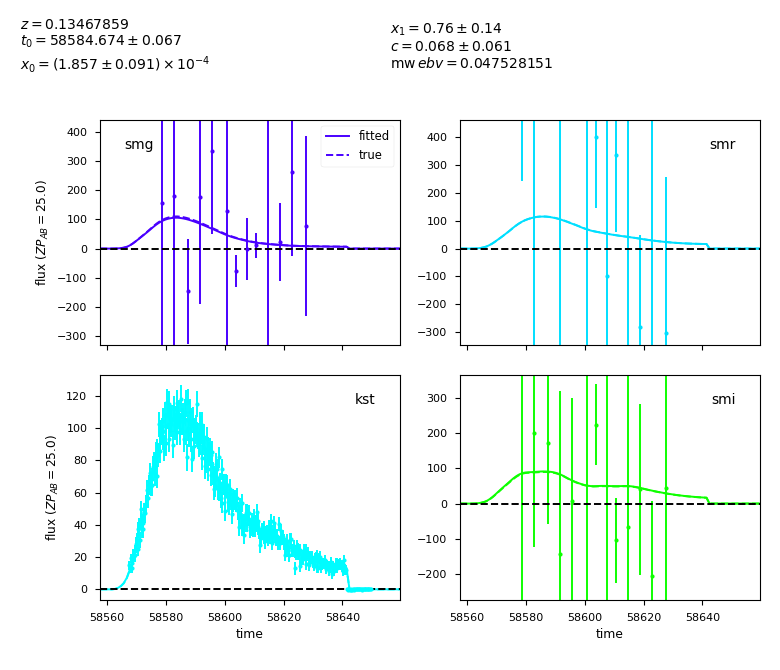 z = 0.13467859
t₀ = 58584.674 ± 0.067
x₀ = (1.857 ± 0.091) × 10⁻⁴
x₁ = 0.76 ± 0.14
c = 0.068 ± 0.061
mw ebv = 0.047528151
smg
fitted
true
400
300
200
100
0
−100
−200
−300
flux (ZP_AB = 25.0)
smr
400
300
200
100
0
−100
−200
−300
kst
120
100
80
60
40
20
0
flux (ZP_AB = 25.0)
58560 58580 58600 58620 58640
time
smi
300
200
100
0
−100
−200
58560 58580 58600 58620 58640
time